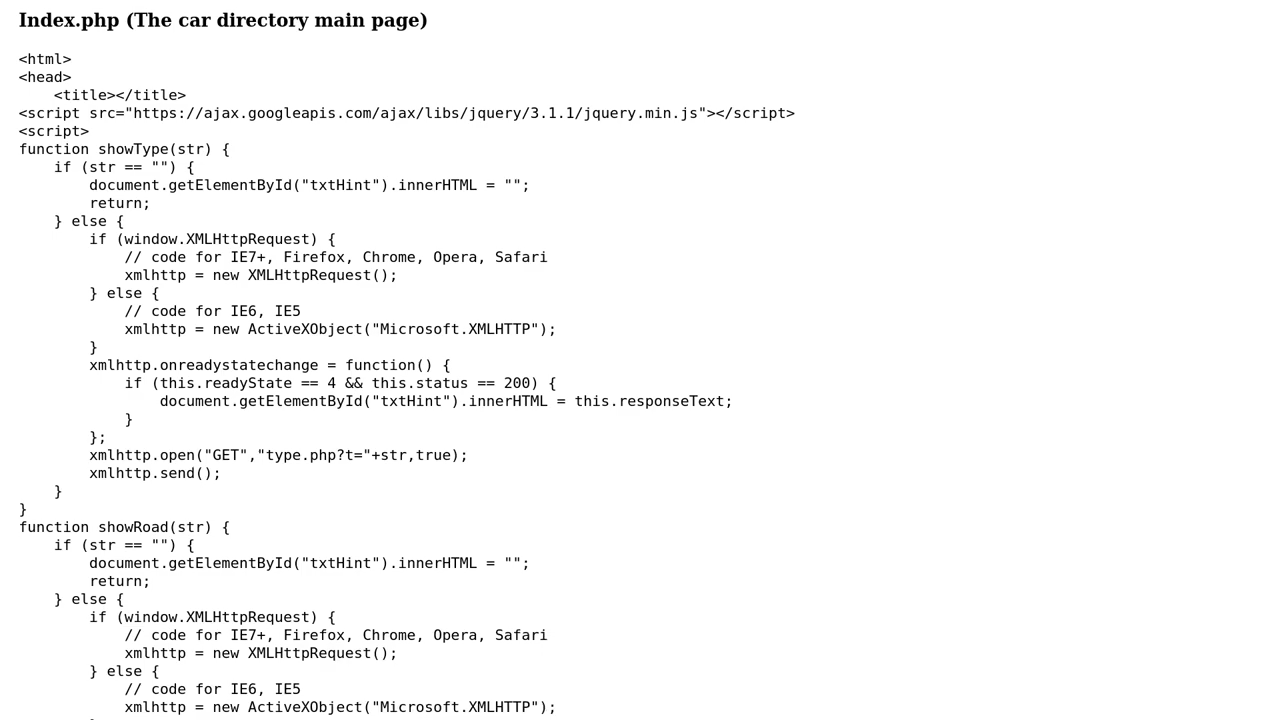 Index.php (The car directory main page)
<html>
<head>
    <title></title>
<script src="https://ajax.googleapis.com/ajax/libs/jquery/3.1.1/jquery.min.js"></script>
<script>
function showType(str) {
    if (str == "") {
        document.getElementById("txtHint").innerHTML = "";
        return;
    } else {
        if (window.XMLHttpRequest) {
            // code for IE7+, Firefox, Chrome, Opera, Safari
            xmlhttp = new XMLHttpRequest();
        } else {
            // code for IE6, IE5
            xmlhttp = new ActiveXObject("Microsoft.XMLHTTP");
        }
        xmlhttp.onreadystatechange = function() {
            if (this.readyState == 4 && this.status == 200) {
                document.getElementById("txtHint").innerHTML = this.responseText;
            }
        };
        xmlhttp.open("GET","type.php?t="+str,true);
        xmlhttp.send();
    }
}
function showRoad(str) {
    if (str == "") {
        document.getElementById("txtHint").innerHTML = "";
        return;
    } else {
        if (window.XMLHttpRequest) {
            // code for IE7+, Firefox, Chrome, Opera, Safari
            xmlhttp = new XMLHttpRequest();
        } else {
            // code for IE6, IE5
            xmlhttp = new ActiveXObject("Microsoft.XMLHTTP");